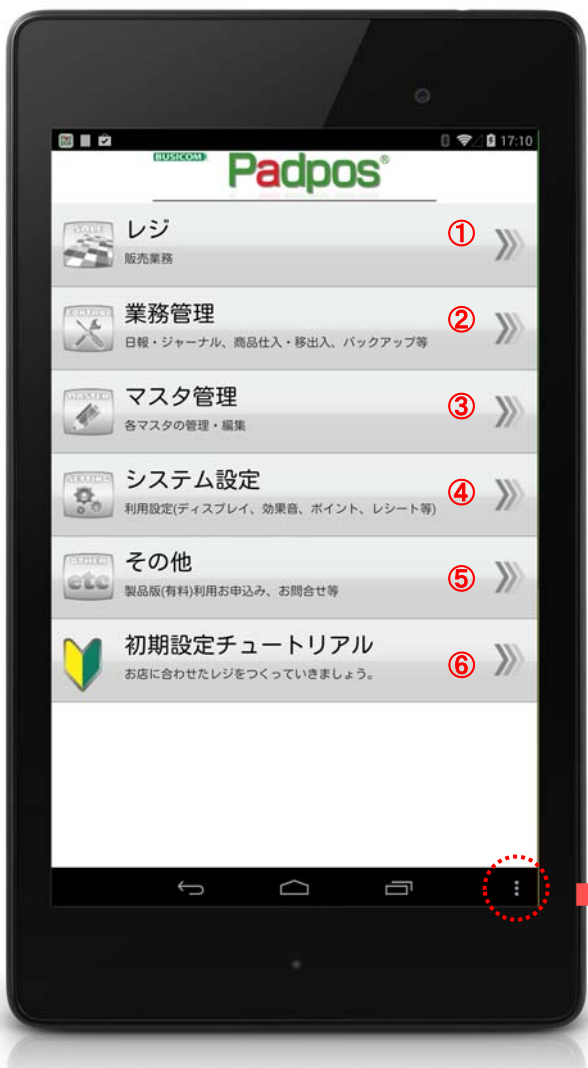 17:10
BUSICOM
Padpos®
SALE
レジ
①
販売業務
業務管理
②
日報・ジャーナル、商品仕入・移出入、バックアップ等
MASTER
マスタ管理
③
各マスタの管理・編集
SETTING
システム設定
④
利用設定(ディスプレイ、効果音、ポイント、レシート等)
OTHER
etc
その他
⑤
製品版(有料)利用お申込み、お問合せ等
初期設定チュートリアル
⑥
お店に合わせたレジをつくっていきましょう。